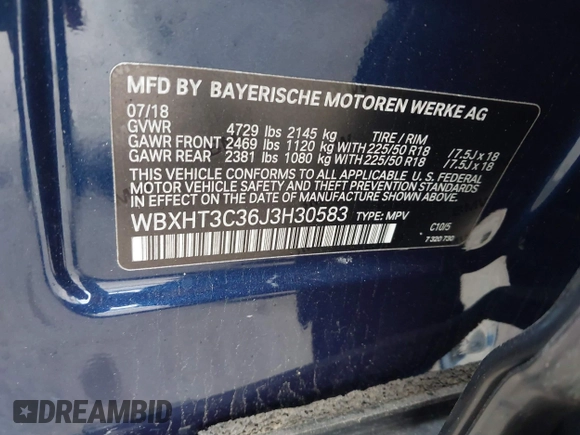 MFD BY BAYERISCHE MOTOREN WERKE AG
07/18
GVWR 4729 lbs 2145 kg TIRE / RIM
GAWR FRONT 2469 lbs 1120 kg WITH 225/50 R18 /7.5J x 18
GAWR REAR 2381 lbs 1080 kg WITH 225/50 R18 /7.5J x 18
THIS VEHICLE CONFORMS TO ALL APPLICABLE U. S. FEDERAL
MOTOR VEHICLE SAFETY AND THEFT PREVENTION STANDARDS
IN EFFECT ON THE DATE OF MANUFACTURE SHOWN ABOVE.
WBXHT3C36J3H30583 TYPE: MPV
C10/5
7 320 730
DREAMBID